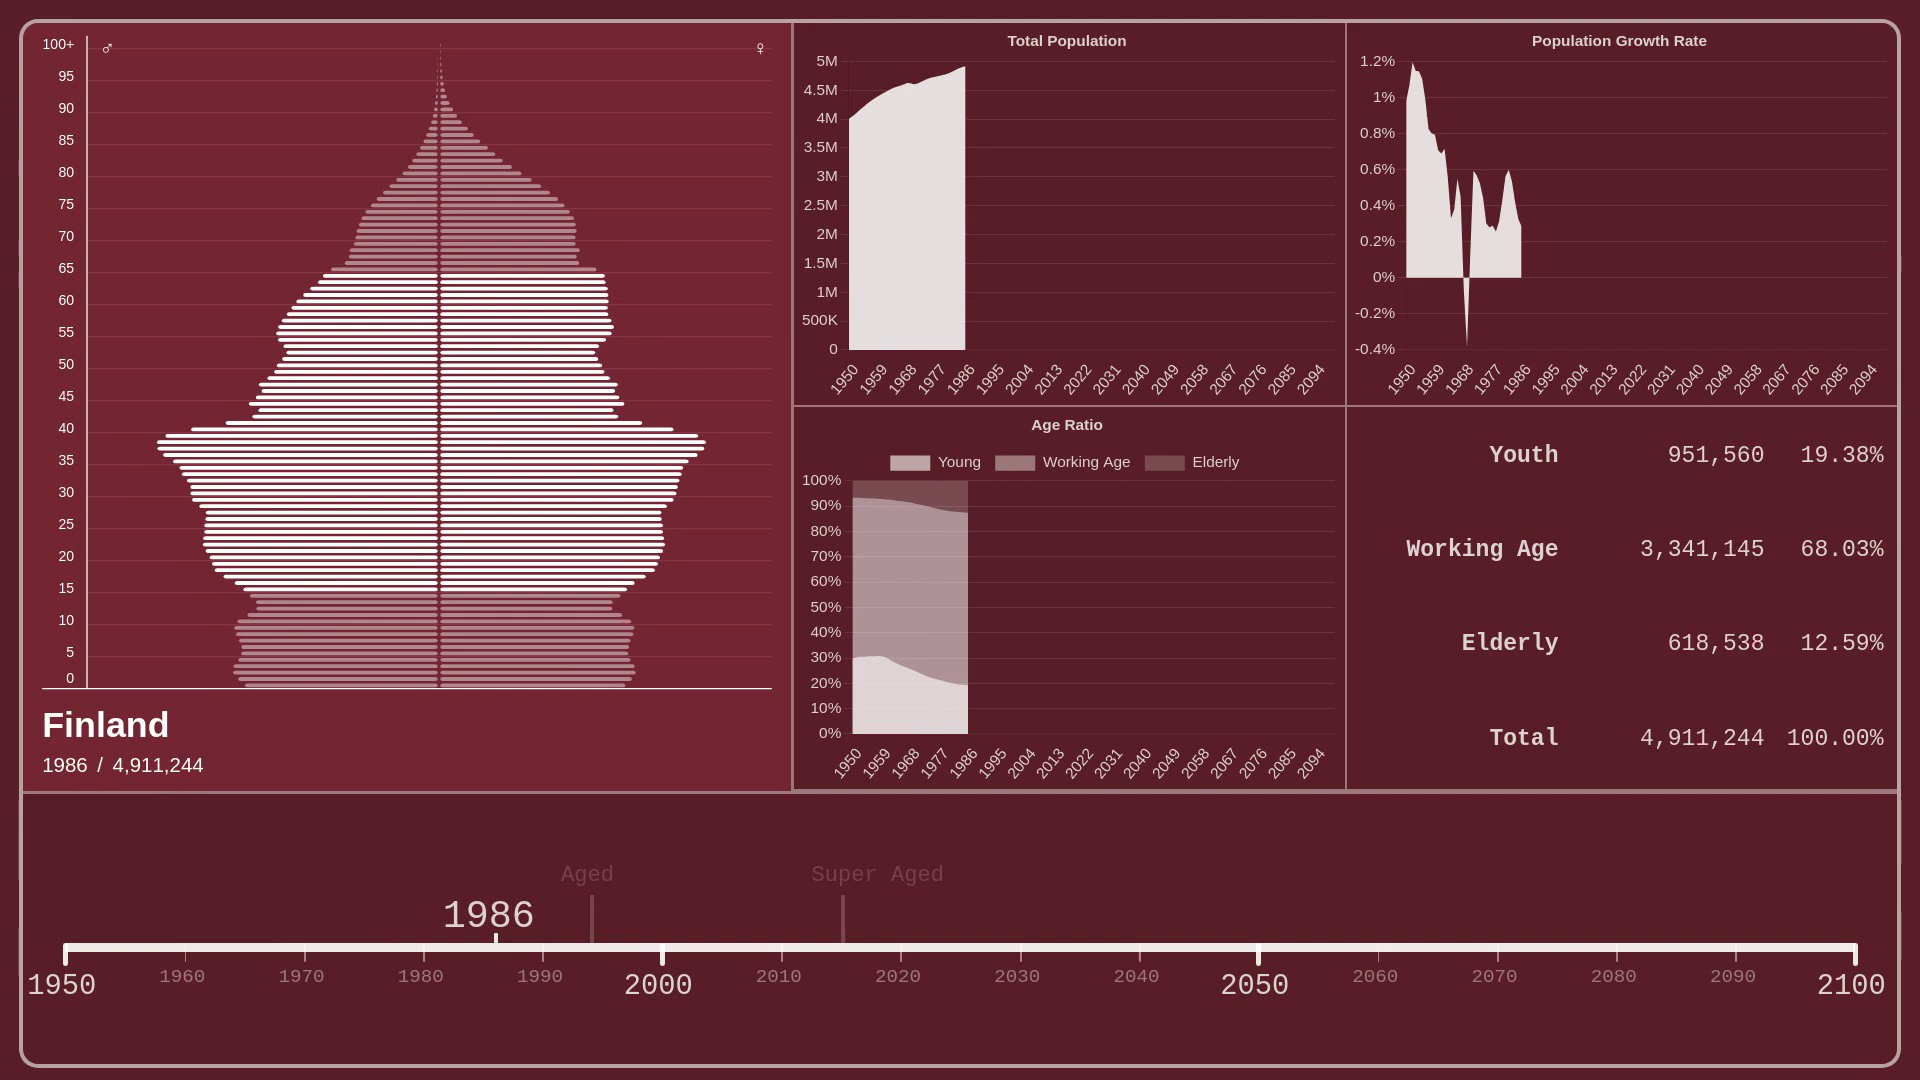 ♂ ♀
100+
95
90
85
80
75
70
65
60
55
50
45
40
35
30
25
20
15
10
5
0
Finland
1986 / 4,911,244
Total Population
5M
4.5M
4M
3.5M
3M
2.5M
2M
1.5M
1M
500K
0
1950 1959 1968 1977 1986 1995 2004 2013 2022 2031 2040 2049 2058 2067 2076 2085 2094
Population Growth Rate
1.2%
1%
0.8%
0.6%
0.4%
0.2%
0%
-0.2%
-0.4%
1950 1959 1968 1977 1986 1995 2004 2013 2022 2031 2040 2049 2058 2067 2076 2085 2094
Age Ratio
Young Working Age Elderly
100%
90%
80%
70%
60%
50%
40%
30%
20%
10%
0%
1950 1959 1968 1977 1986 1995 2004 2013 2022 2031 2040 2049 2058 2067 2076 2085 2094
Youth 951,560 19.38%
Working Age 3,341,145 68.03%
Elderly 618,538 12.59%
Total 4,911,244 100.00%
Aged Super Aged
1986
1950 1960 1970 1980 1990 2000 2010 2020 2030 2040 2050 2060 2070 2080 2090 2100